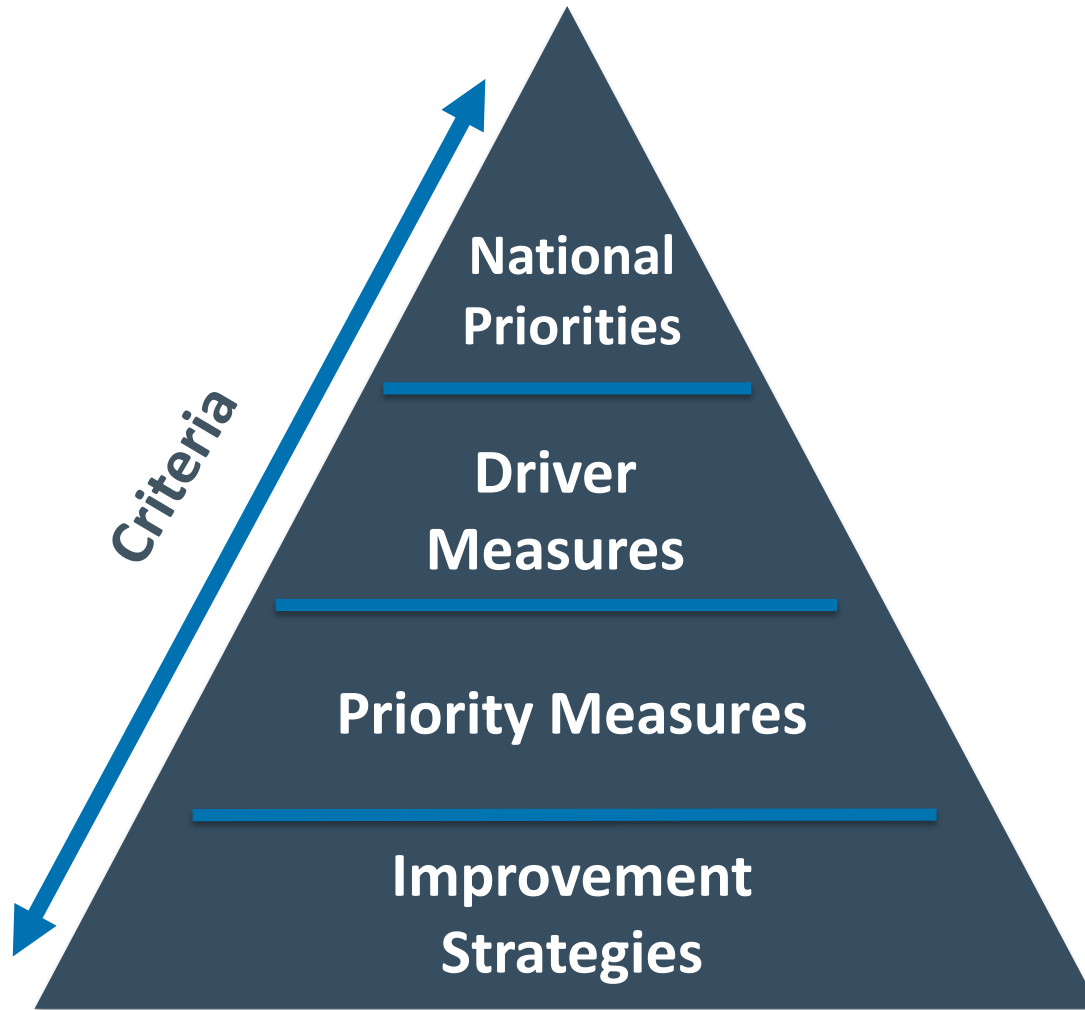 National
Priorities
Criteria
Driver
Measures
Priority Measures
Improvement
Strategies